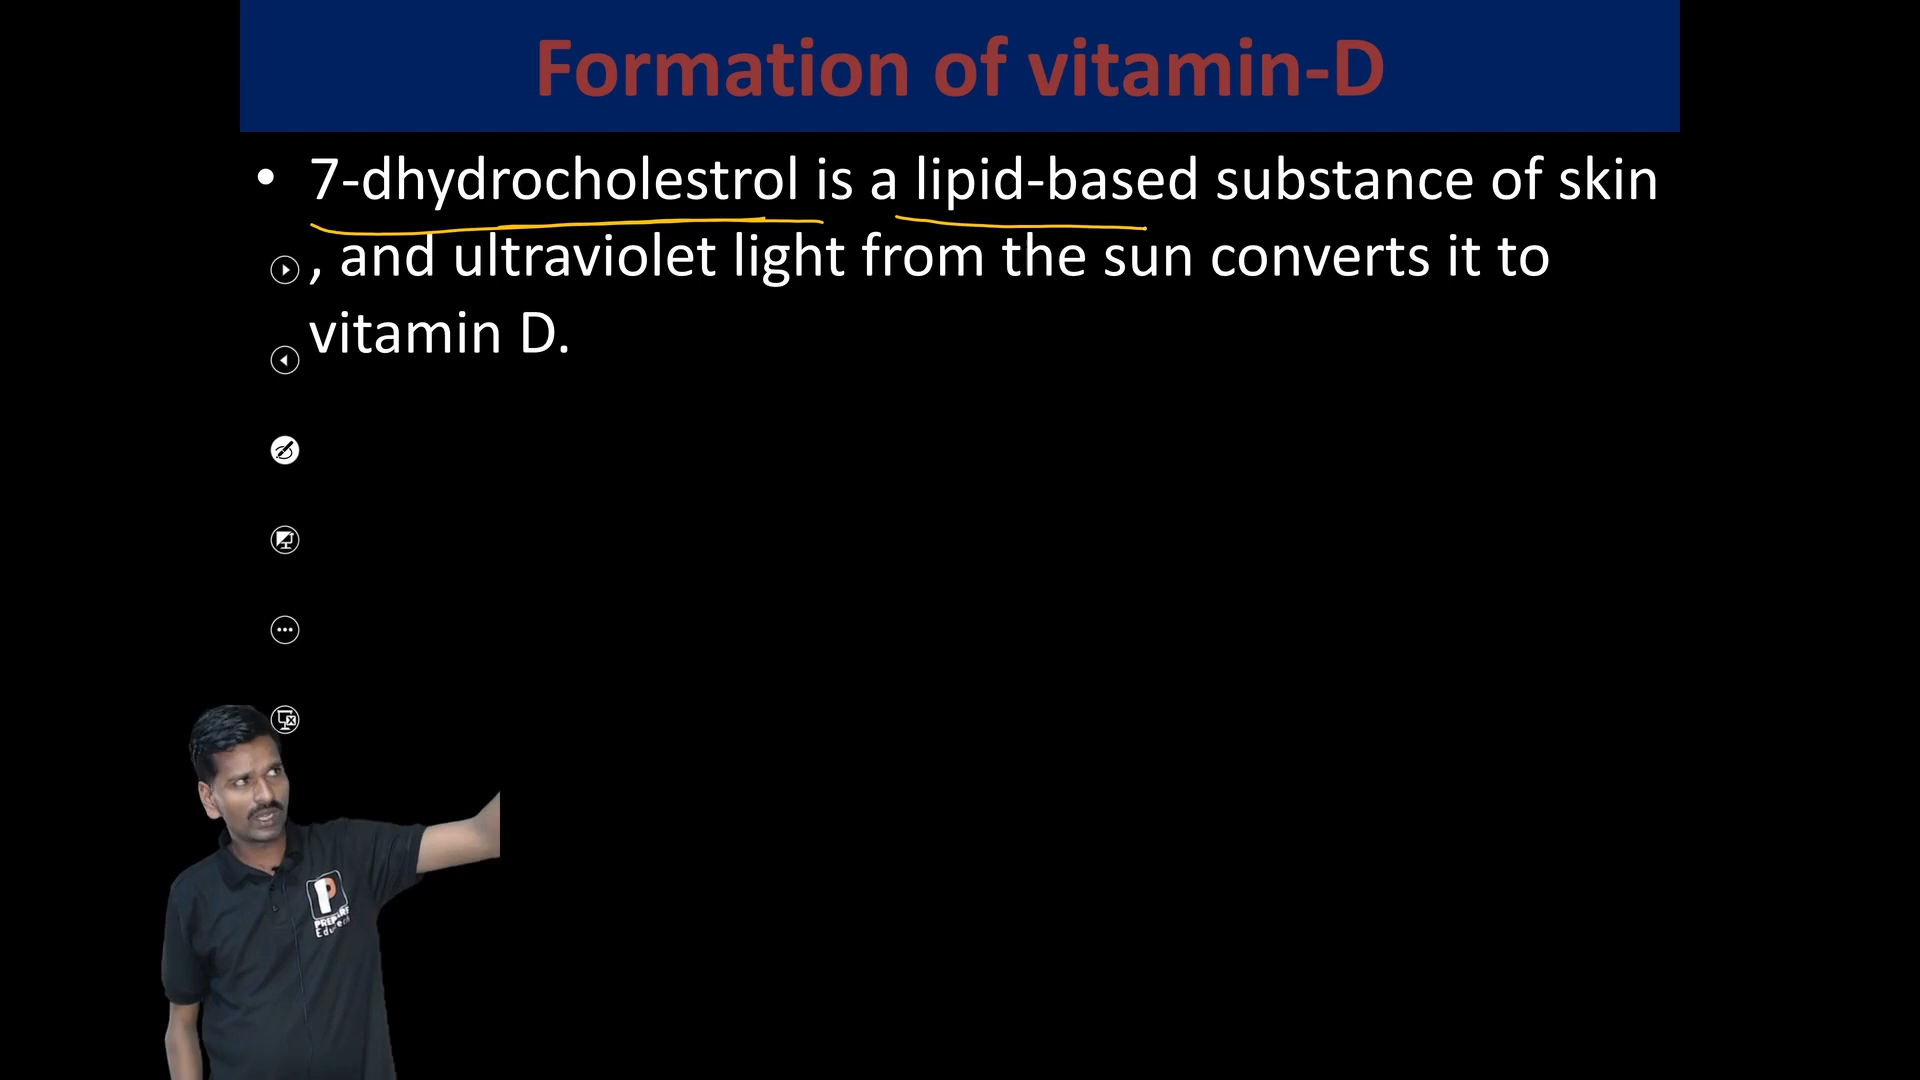 Formation of vitamin-D
• 7-dhydrocholestrol is a lipid-based substance of skin
, and ultraviolet light from the sun converts it to
vitamin D.
P
PREPARE